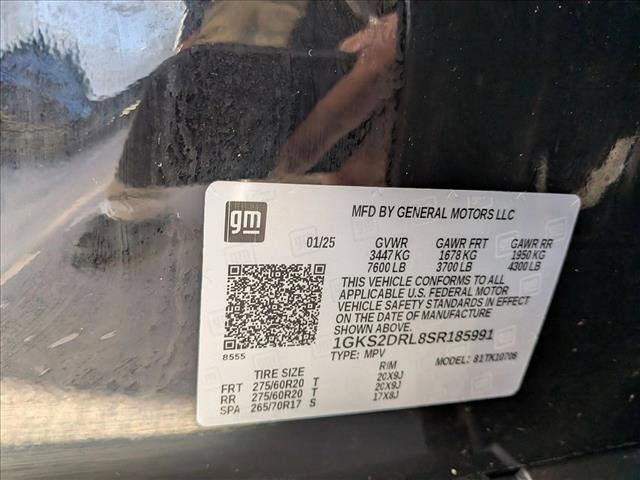 gm
MFD BY GENERAL MOTORS LLC
01/25 GVWR GAWR FRT GAWR RR
3447 KG 1678 KG 1950 KG
7600 LB 3700 LB 4300 LB
THIS VEHICLE CONFORMS TO ALL
APPLICABLE U.S. FEDERAL MOTOR
VEHICLE SAFETY STANDARDS IN EFFECT
ON THE DATE OF MANUFACTURE
SHOWN ABOVE.
8555
1GKS2DRL8SR185991
TYPE: MPV MODEL: 81TK10706
TIRE SIZE RIM
FRT 275/60R20 T 20X9J
RR 275/60R20 T 20X9J
SPA 265/70R17 S 17X8J